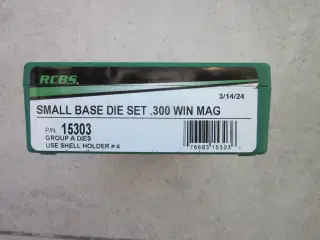 RCBS.
3/14/24
SMALL BASE DIE SET .300 WIN MAG
P/N 15303
GROUP A DIES
USE SHELL HOLDER # 4